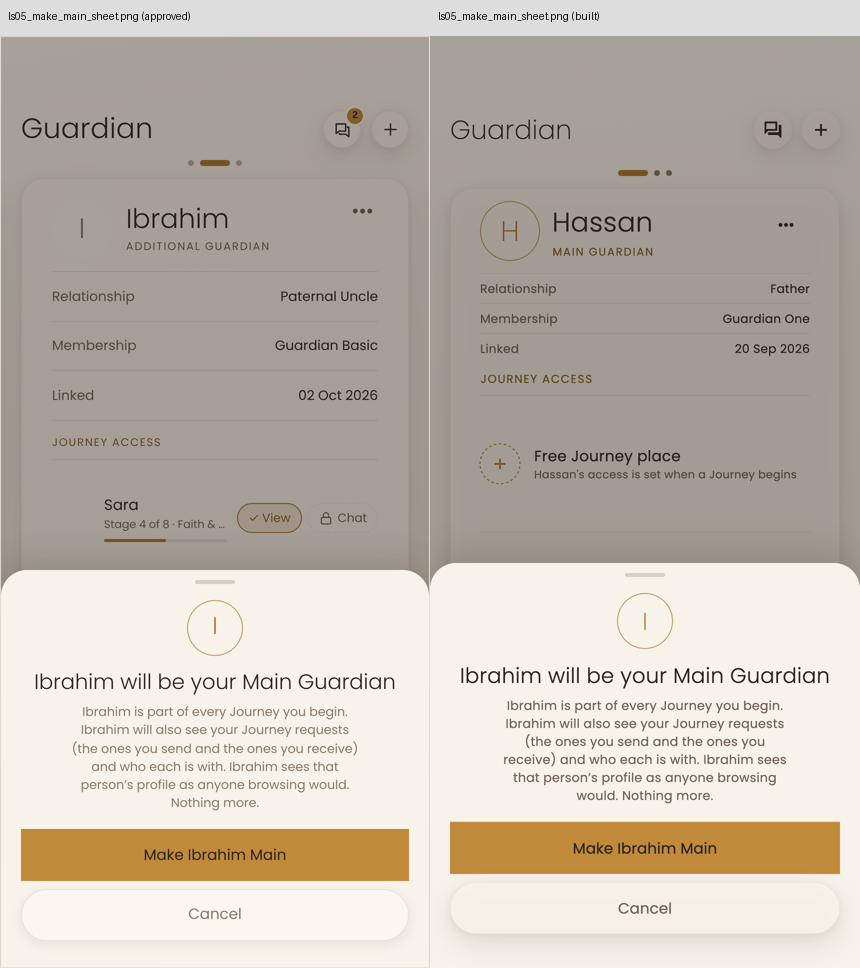 ls05_make_main_sheet.png (approved)
Guardian
2
I
Ibrahim
ADDITIONAL GUARDIAN
Relationship
Paternal Uncle
Membership
Guardian Basic
Linked
02 Oct 2026
JOURNEY ACCESS
Sara
Stage 4 of 8 · Faith & ...
View
Chat
I
Ibrahim will be your Main Guardian
Ibrahim is part of every Journey you begin.
Ibrahim will also see your Journey requests
(the ones you send and the ones you receive)
and who each is with. Ibrahim sees that
person’s profile as anyone browsing would.
Nothing more.
Make Ibrahim Main
Cancel
ls05_make_main_sheet.png (built)
Guardian
H
Hassan
MAIN GUARDIAN
Relationship
Father
Membership
Guardian One
Linked
20 Sep 2026
JOURNEY ACCESS
Free Journey place
Hassan's access is set when a Journey begins
I
Ibrahim will be your Main Guardian
Ibrahim is part of every Journey you begin.
Ibrahim will also see your Journey requests
(the ones you send and the ones you
receive) and who each is with. Ibrahim sees
that person’s profile as anyone browsing
would. Nothing more.
Make Ibrahim Main
Cancel